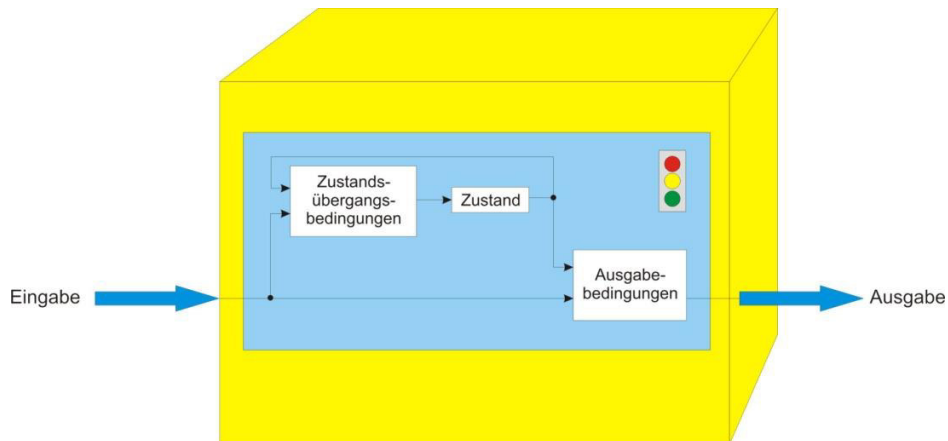 Zustands-
übergangs-
bedingungen
Zustand
Ausgabe-
bedingungen
Eingabe
Ausgabe